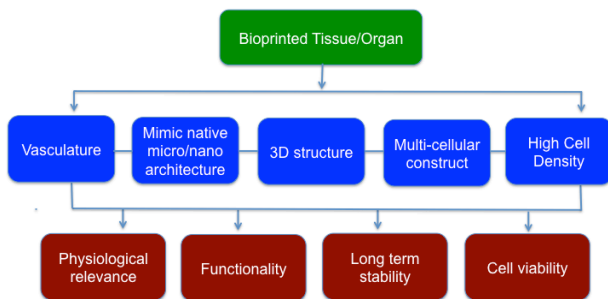 Bioprinted Tissue/Organ
Vasculature
Mimic native
micro/nano
architecture
3D structure
Multi-cellular
construct
High Cell
Density
Physiological
relevance
Functionality
Long term
stability
Cell viability